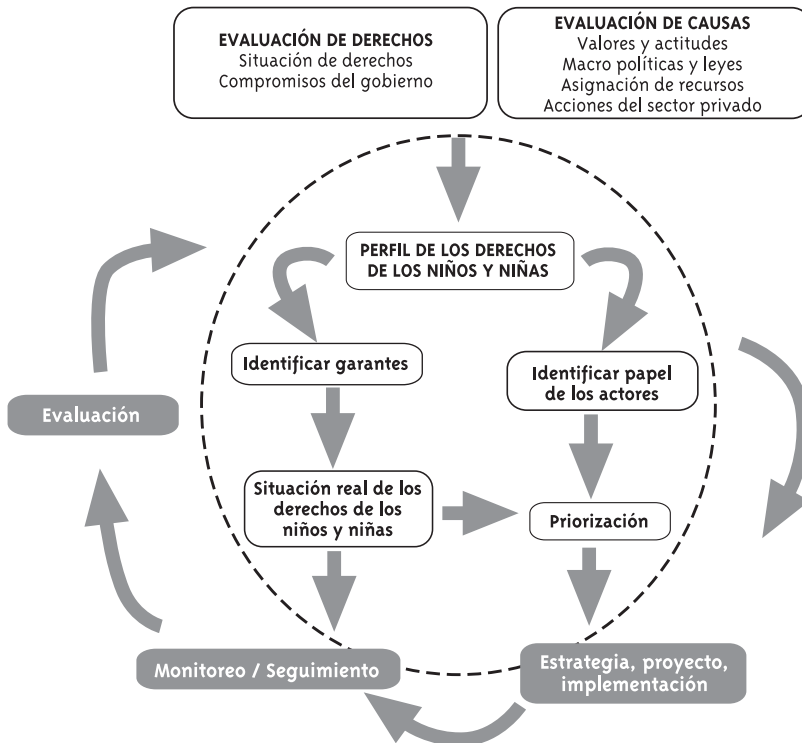 EVALUACIÓN DE DERECHOS
Situación de derechos
Compromisos del gobierno
EVALUACIÓN DE CAUSAS
Valores y actitudes
Macro políticas y leyes
Asignación de recursos
Acciones del sector privado
PERFIL DE LOS DERECHOS
DE LOS NIÑOS Y NIÑAS
Identificar garantes
Identificar papel
de los actores
Evaluación
Situación real de los
derechos de los
niños y niñas
Priorización
Monitoreo / Seguimiento
Estrategia, proyecto,
implementación